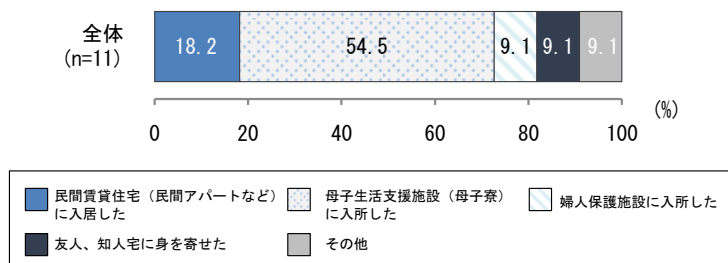 全体
(n=11)
18.2 54.5 9.1 9.1 9.1
(%)
0 20 40 60 80 100
民間賃貸住宅（民間アパートなど）
に入居した
母子生活支援施設（母子寮）
に入所した
婦人保護施設に入所した
友人、知人宅に身を寄せた
その他